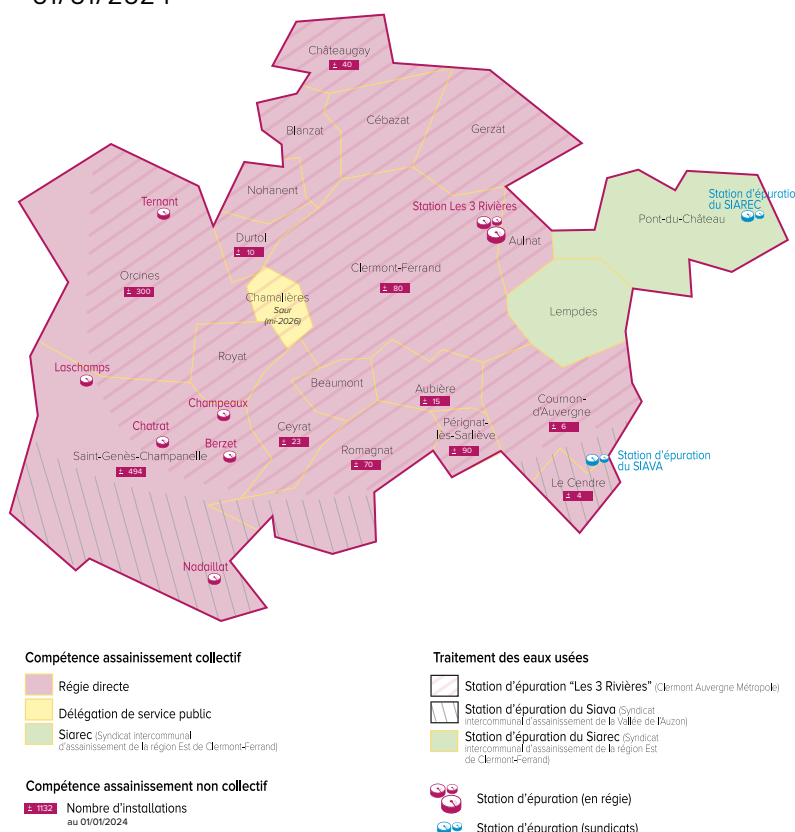 01/01/2024
Châteaugay
± 40
Cébazat
Blanzat
Gerzat
Nohanent
Ternant
Station Les 3 Rivières
Station d'épuratio
du SIAREC
Pont-du-Château
Durtol
± 10
Aulnat
Orcines
± 300
Clermont-Ferrand
± 80
Chamalières
Saur
(mi-2026)
Lempdes
Royat
Laschamps
Beaumont
Aubière
± 15
Champeaux
Cournon-
d'Auvergne
± 6
Chatrat
Ceyrat
± 23
Pérignat
-lès-Sarliève
± 90
Berzet
Saint-Genès-Champanelle
± 494
Romagnat
± 70
Station d'épuration
du SIAVA
Le Cendre
± 4
Nadaillat
Compétence assainissement collectif
Régie directe
Délégation de service public
Siarec (Syndicat intercommunal
d'assainissement de la région Est de Clermont-Ferrand)
Compétence assainissement non collectif
± 1132 Nombre d'installations
au 01/01/2024
Traitement des eaux usées
Station d'épuration "Les 3 Rivières" (Clermont Auvergne Métropole)
Station d'épuration du Siava (Syndicat
intercommunal d'assainissement de la Vallée de l'Auzon)
Station d'épuration du Siarec (Syndicat
intercommunal d'assainissement de la région Est
de Clermont-Ferrand)
Station d'épuration (en régie)
Station d'épuration (syndicats)